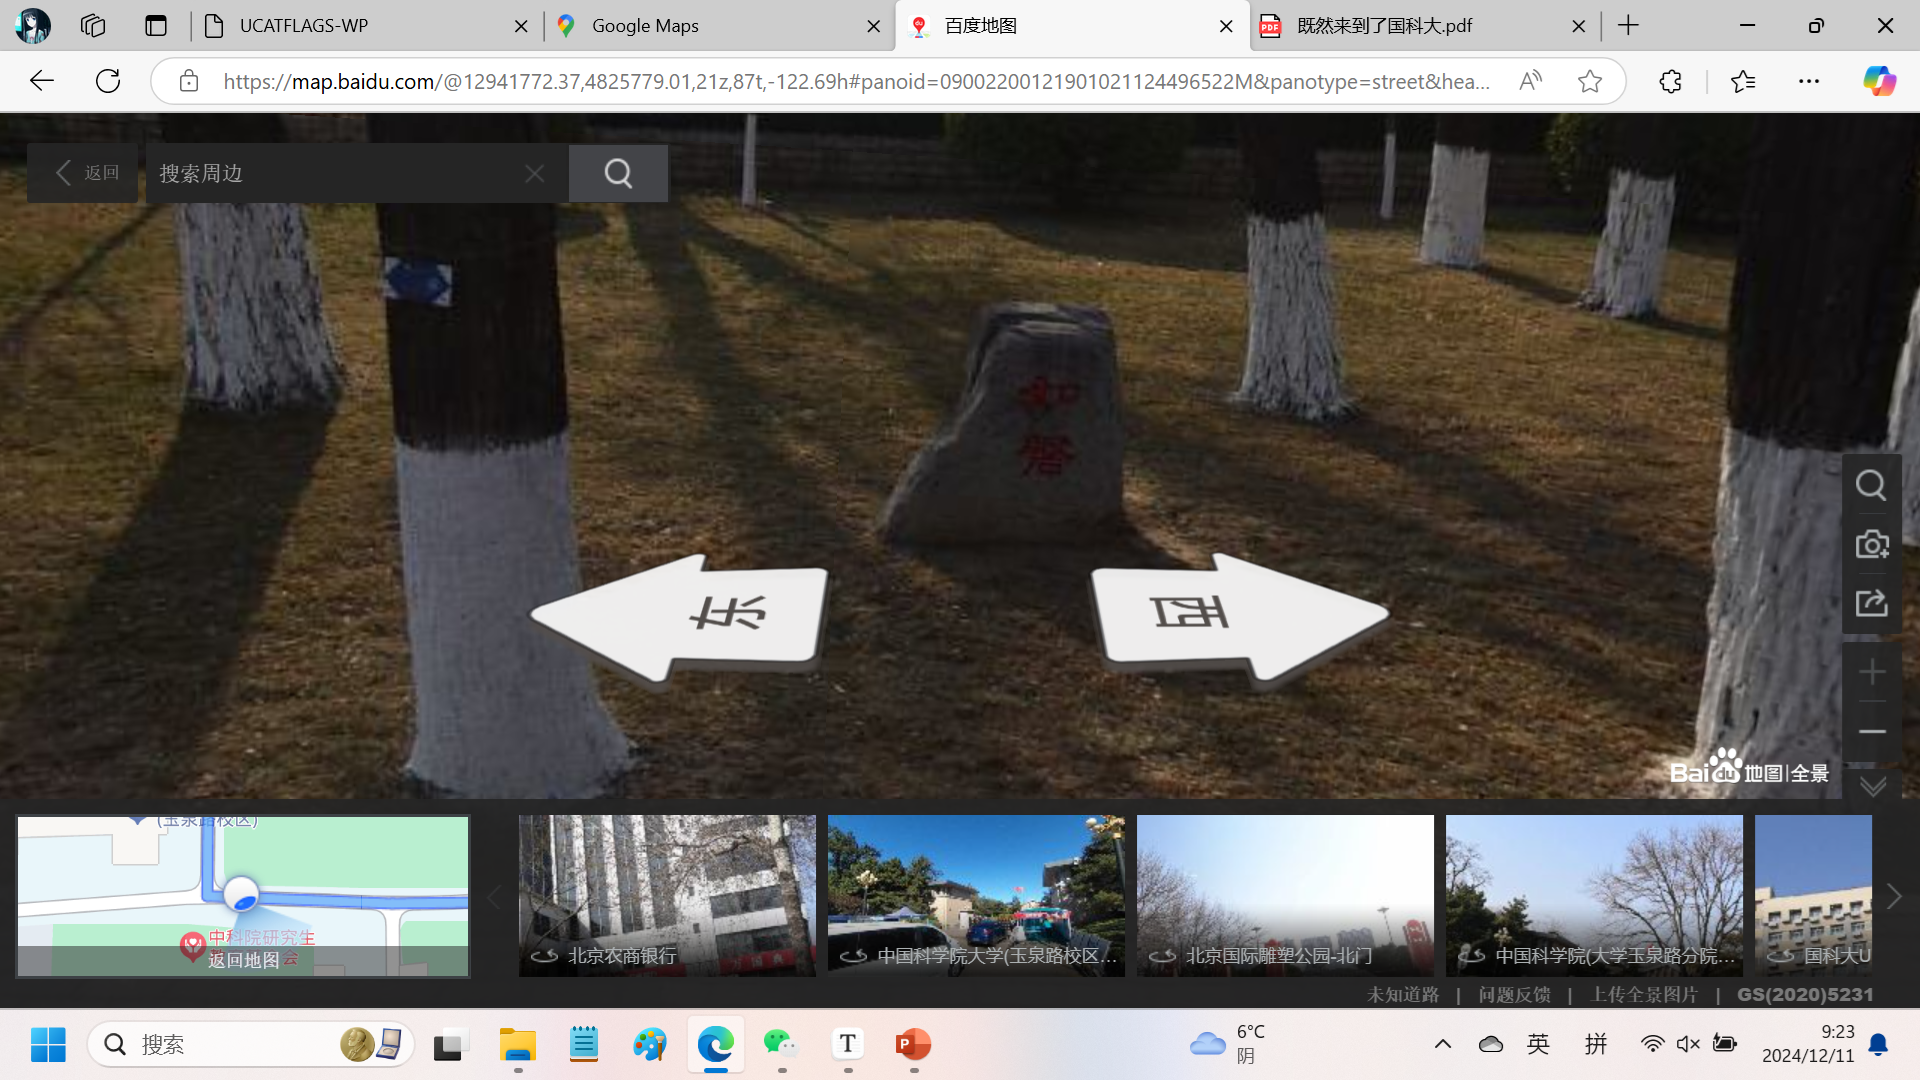 UCATFLAGS-WP
Google Maps
百度地图
既然来到了国科大.pdf
https://map.baidu.com/@12941772.37,4825779.01,21z,87t,-122.69h#panoid=09002200121901021124496522M&panotype=street&hea...
返回
搜索周边
和
东
西
Bai du 地图|全景
(玉泉路校区)
中科院研究生
返回地图
会
北京农商银行
中国科学院大学(玉泉路校区...
北京国际雕塑公园-北门
中国科学院(大学玉泉路分院...
国科大U
未知道路 | 问题反馈 | 上传全景图片 | GS(2020)5231
搜索
6°C
阴
英
拼
9:23
2024/12/11